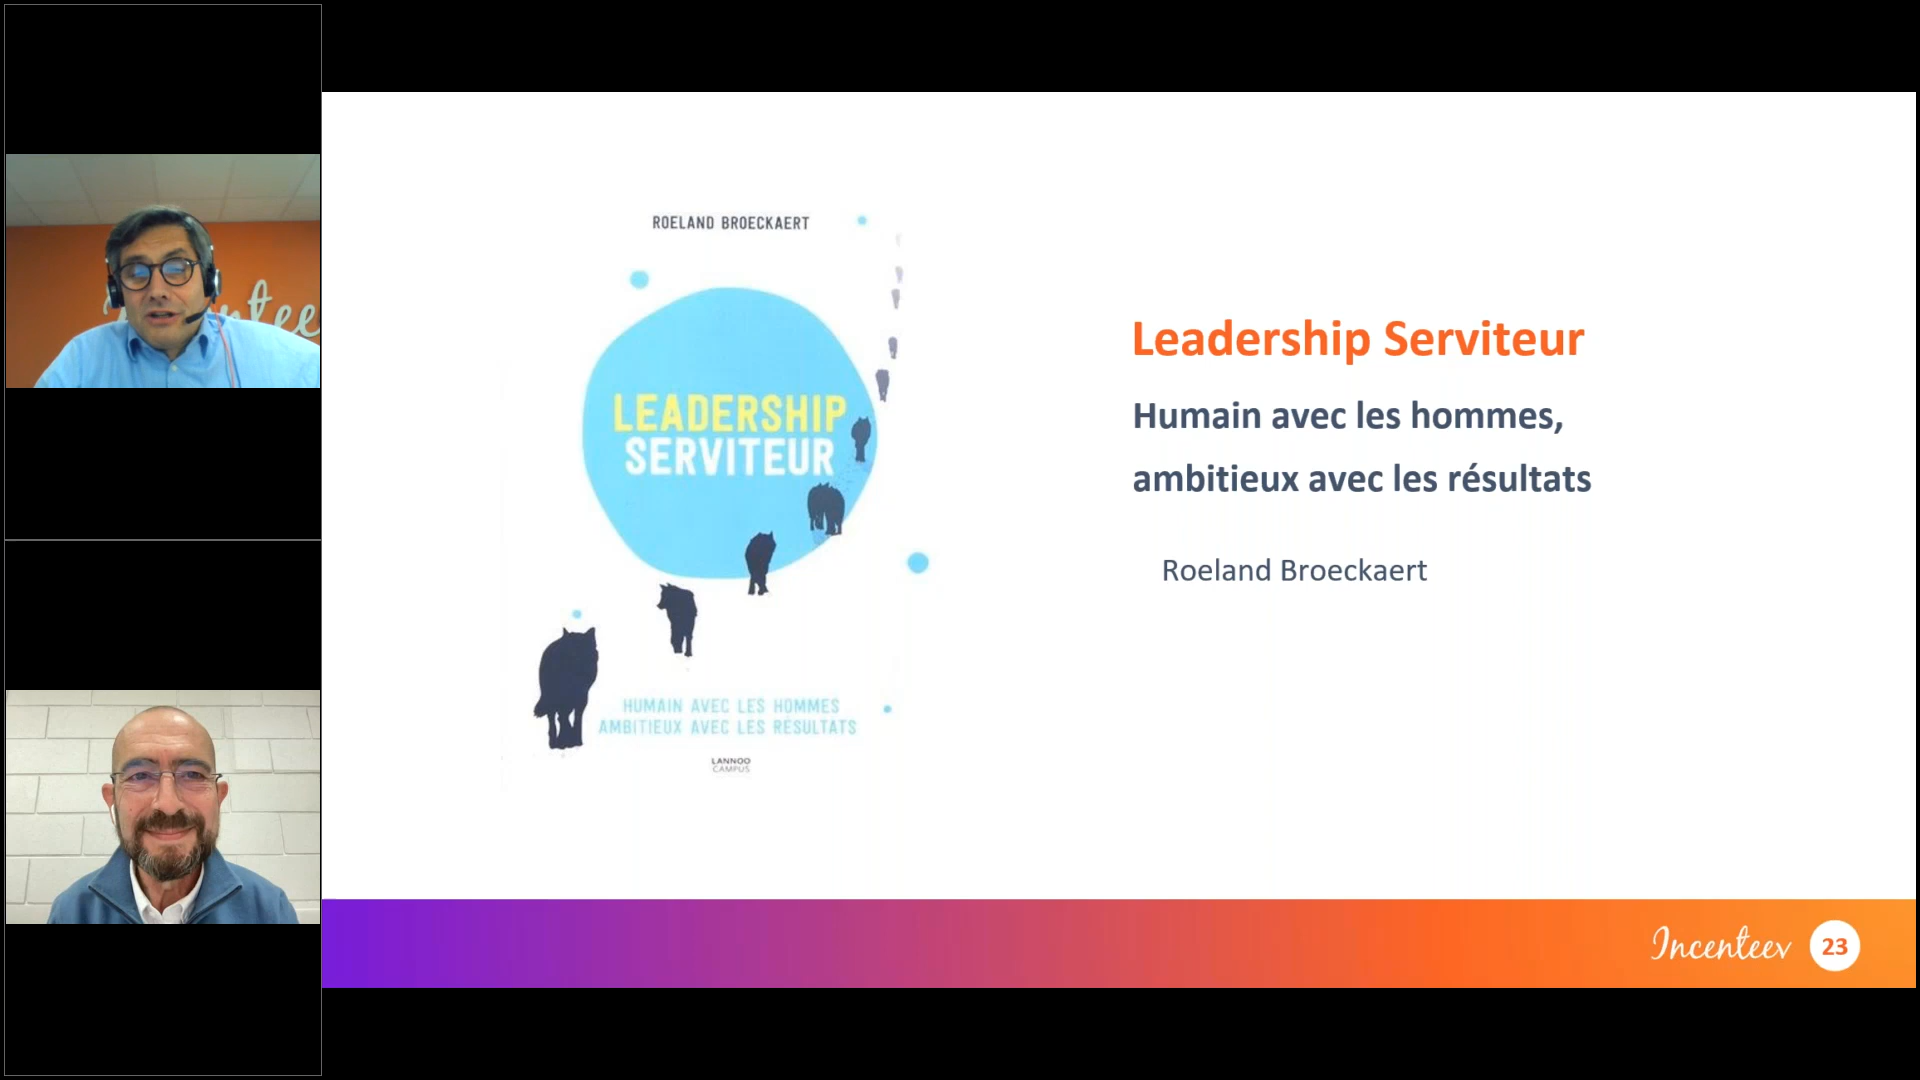 ROELAND BROECKAERT
LEADERSHIP
SERVITEUR
HUMAIN AVEC LES HOMMES
AMBITIEUX AVEC LES RÉSULTATS
LANNOO
CAMPUS
Leadership Serviteur
Humain avec les hommes,
ambitieux avec les résultats
Roeland Broeckaert
Incenteev
23